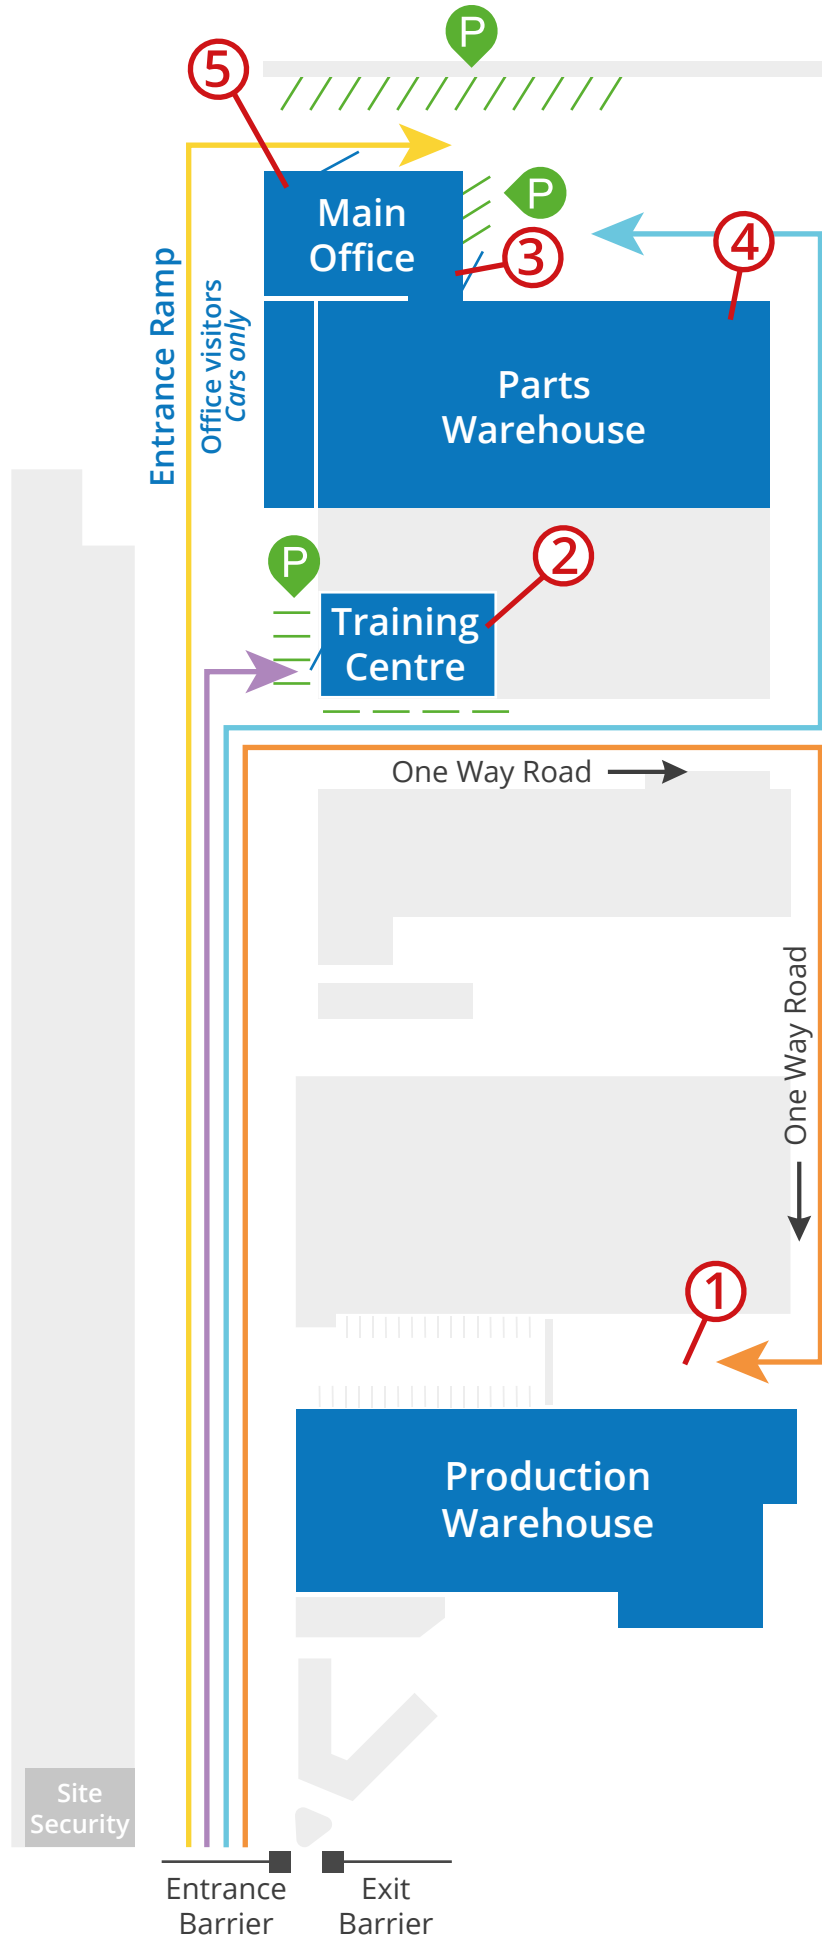 P
5
P
Main
Office
4
3
Entrance Ramp
Office visitors
Cars only
Parts
Warehouse
2
P
Training
Centre
One Way Road
One Way Road
1
Production
Warehouse
Site
Security
Entrance
Barrier
Exit
Barrier